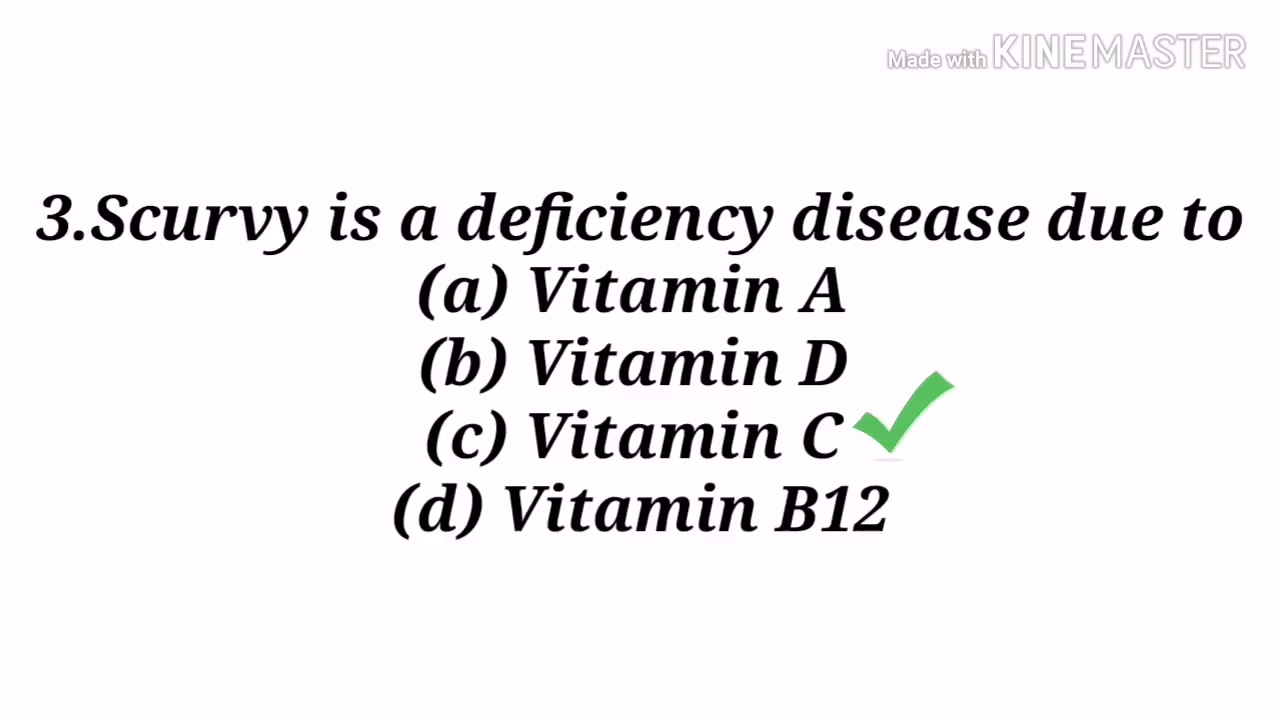 Made with KINEMASTER
3.Scurvy is a deficiency disease due to
(a) Vitamin A
(b) Vitamin D
(c) Vitamin C
(d) Vitamin B12